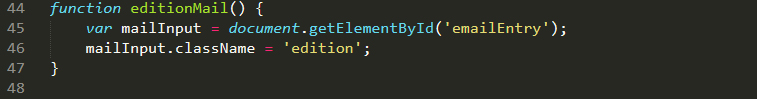 44 function editionMail() {
45     var mailInput = document.getElementById('emailEntry');
46     mailInput.className = 'edition';
47 }
48